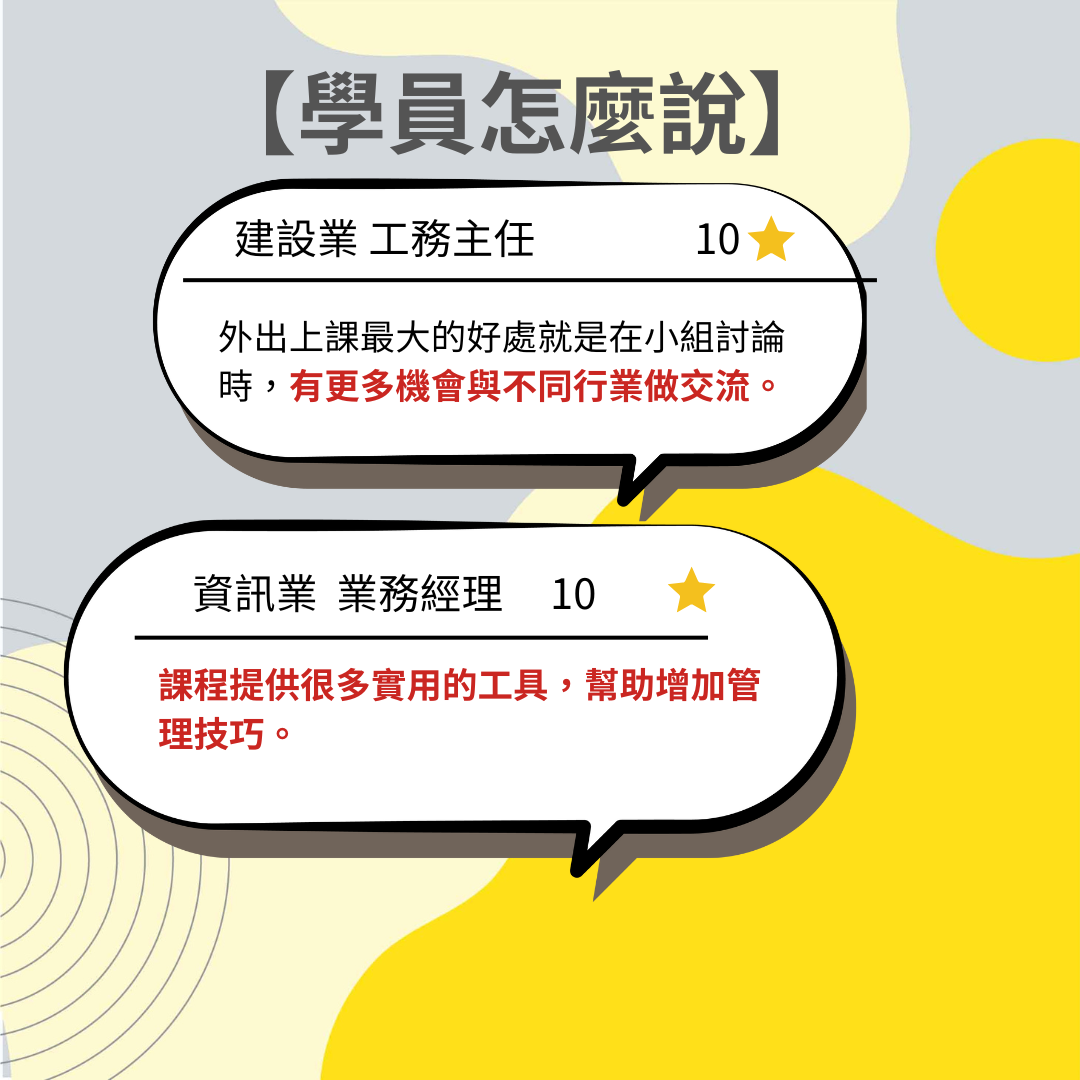 【學員怎麼說】
建設業 工務主任 10
外出上課最大的好處就是在小組討論
時，有更多機會與不同行業做交流。
資訊業 業務經理 10
課程提供很多實用的工具，幫助增加管
理技巧。